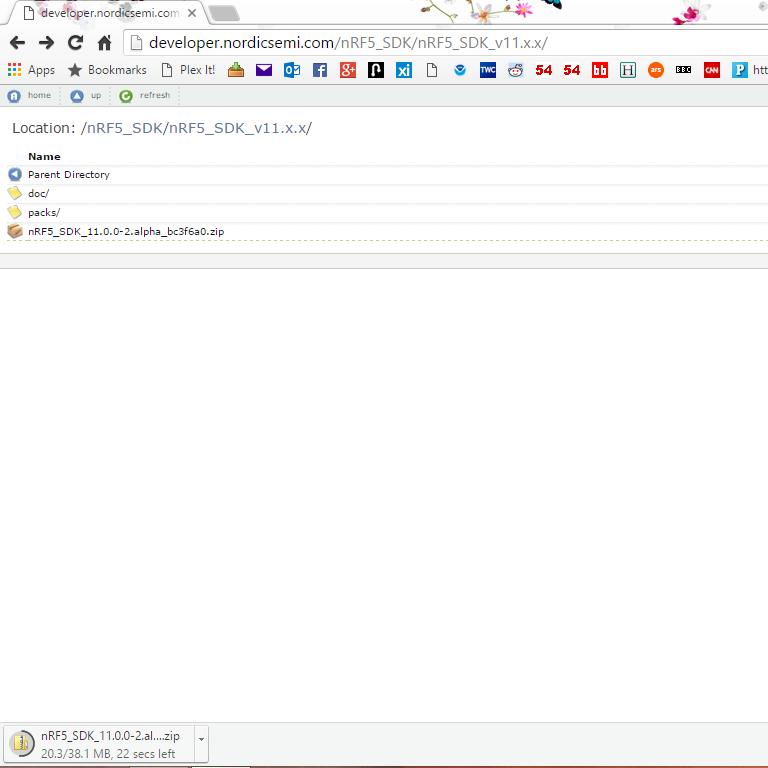 developer.nordicsemi.com
developer.nordicsemi.com/nRF5_SDK/nRF5_SDK_v11.x.x/
Apps Bookmarks Plex It! xi TWC 54 54 bb H ars BBC CNN P htt
home up refresh
Location: /nRF5_SDK/nRF5_SDK_v11.x.x/
Name
Parent Directory
doc/
packs/
nRF5_SDK_11.0.0-2.alpha_bc3f6a0.zip
nRF5_SDK_11.0.0-2.al....zip
20.3/38.1 MB, 22 secs left